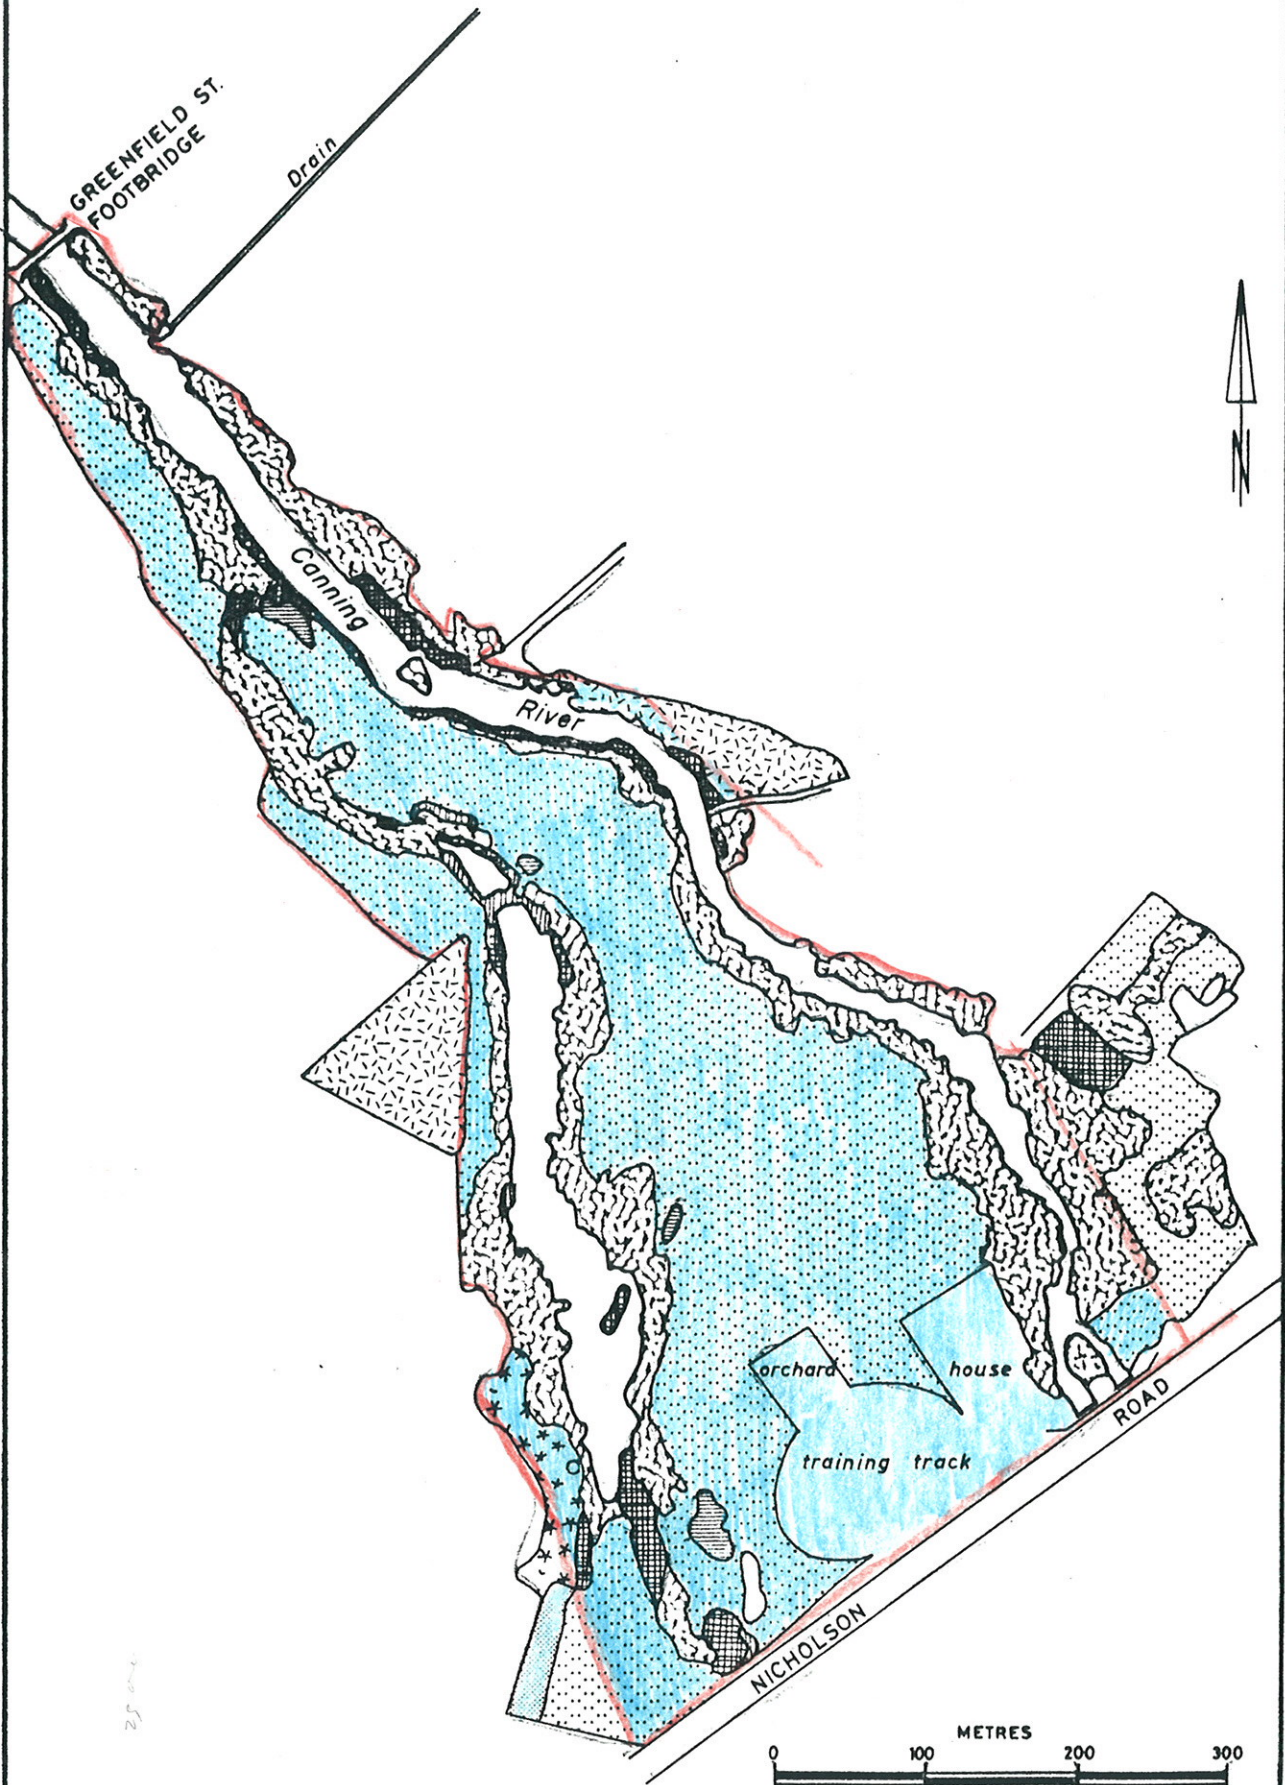 GREENFIELD ST.
FOOTBRIDGE
Drain
N
Canning
River
orchard
house
training track
NICHOLSON
ROAD
METRES
0 100 200 300